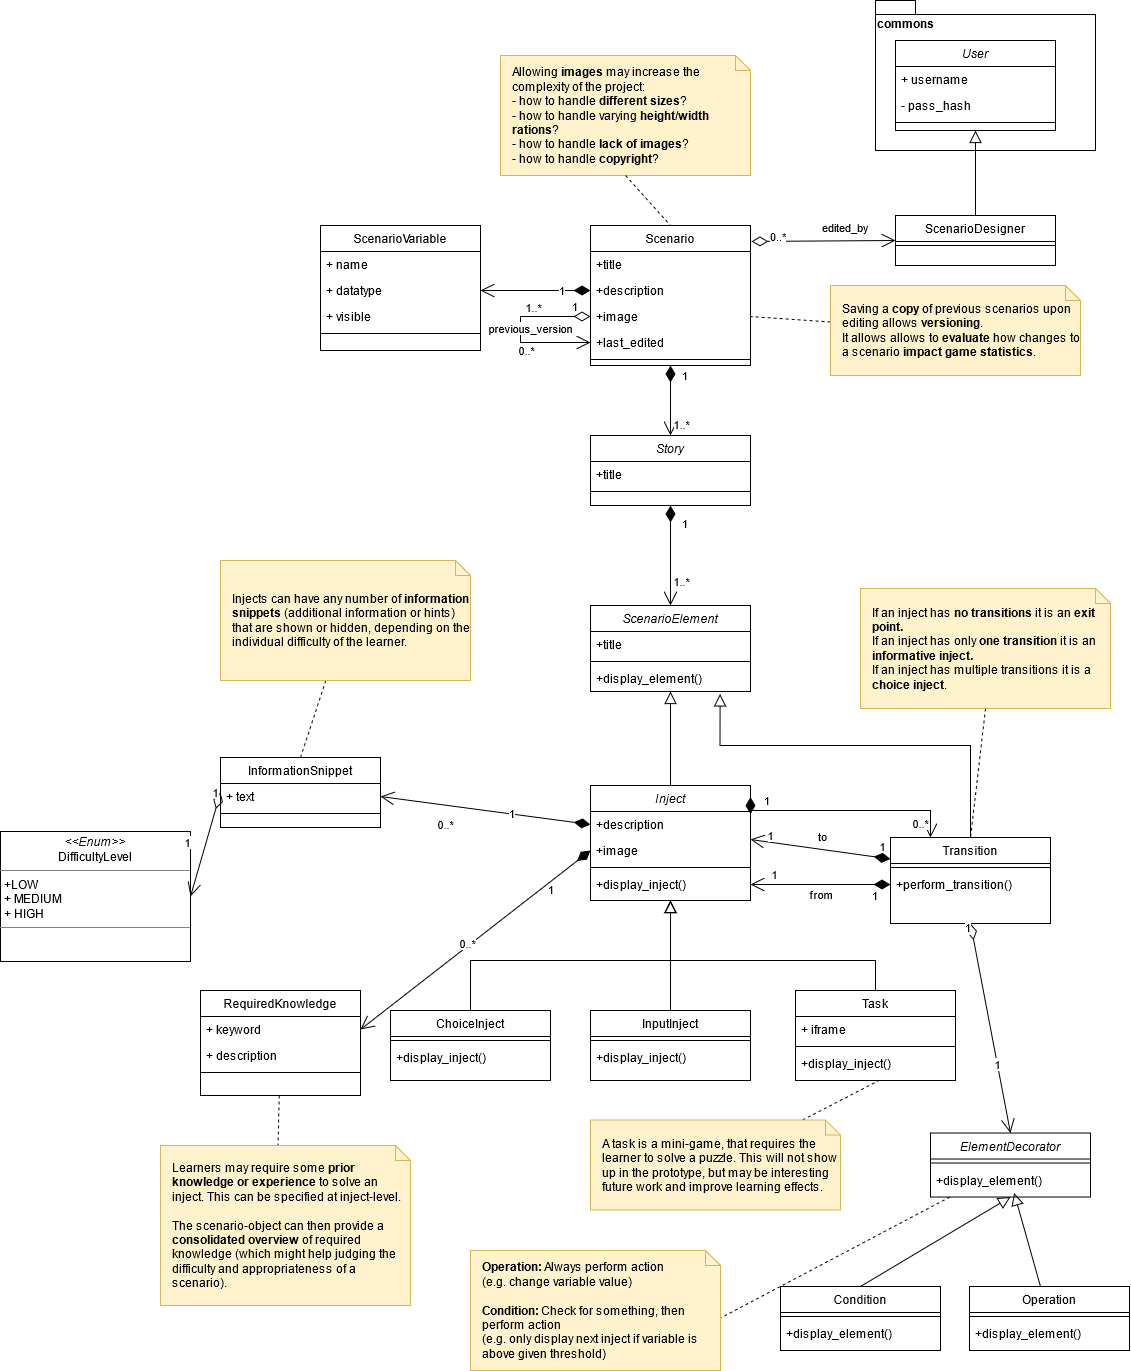 commons
User
+ username
- pass_hash
Allowing images may increase the
complexity of the project:
- how to handle different sizes?
- how to handle varying height/width
rations?
- how to handle lack of images?
- how to handle copyright?
ScenarioVariable
+ name
+ datatype
+ visible
Scenario
+title
+description
+image
+last_edited
0..*
edited_by
ScenarioDesigner
1
1..*
1
previous_version
0..*
Saving a copy of previous scenarios upon
editing allows versioning.
It allows allows to evaluate how changes to
a scenario impact game statistics.
1
1..*
Story
+title
1
1..*
Injects can have any number of information
snippets (additional information or hints)
that are shown or hidden, depending on the
individual difficulty of the learner.
ScenarioElement
+title
+display_element()
If an inject has no transitions it is an exit
point.
If an inject has only one transition it is an
informative inject.
If an inject has multiple transitions it is a
choice inject.
InformationSnippet
+ text
1
1
0..*
1
<<Enum>>
DifficultyLevel
+LOW
+ MEDIUM
+ HIGH
Inject
+description
+image
+display_inject()
1
0..*
1
to
1
1
from
1
Transition
+perform_transition()
1
0..*
1
1
RequiredKnowledge
+ keyword
+ description
ChoiceInject
+display_inject()
InputInject
+display_inject()
Task
+ iframe
+display_inject()
A task is a mini-game, that requires the
learner to solve a puzzle. This will not show
up in the prototype, but may be interesting
future work and improve learning effects.
ElementDecorator
+display_element()
Learners may require some prior
knowledge or experience to solve an
inject. This can be specified at inject-level.
The scenario-object can then provide a
consolidated overview of required
knowledge (which might help judging the
difficulty and appropriateness of a
scenario).
Operation: Always perform action
(e.g. change variable value)
Condition: Check for something, then
perform action
(e.g. only display next inject if variable is
above given threshold)
Condition
+display_element()
Operation
+display_element()